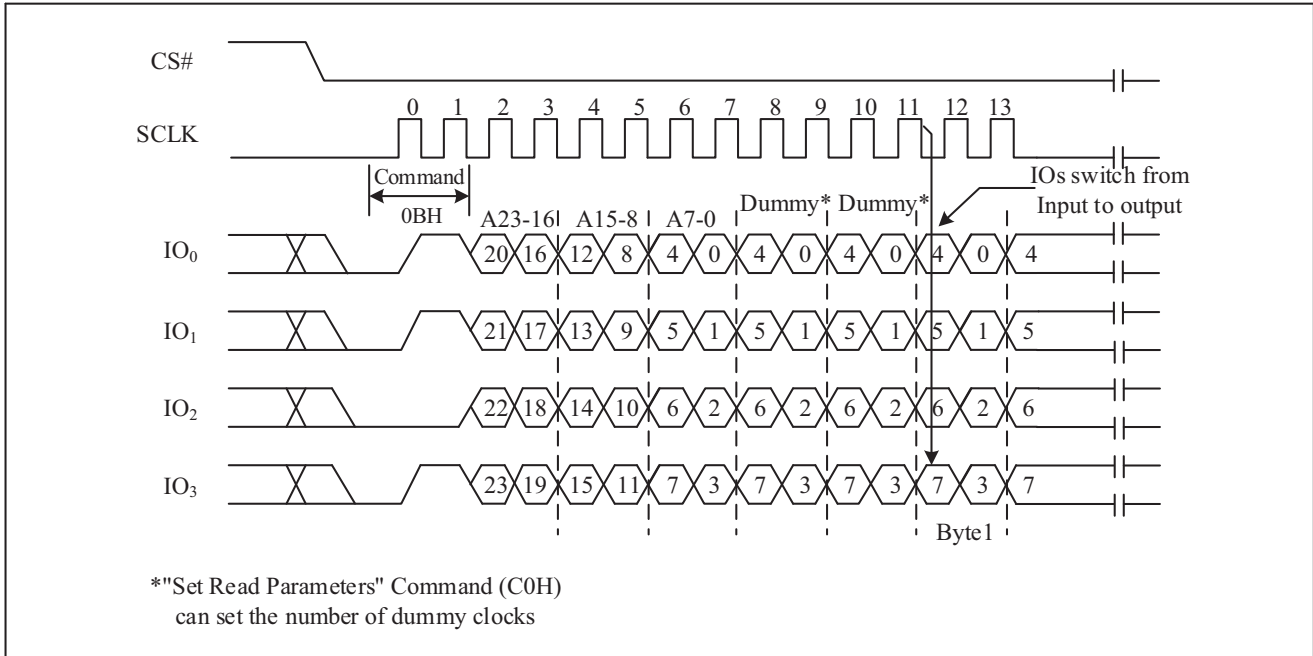 CS#
0 1 2 3 4 5 6 7 8 9 10 11 12 13
SCLK
Command
0BH
IOs switch from
Input to output
Dummy* Dummy*
A23-16 A15-8 A7-0
IO0 20 16 12 8 4 0 4 0 4 0 4 0 4
IO1 21 17 13 9 5 1 5 1 5 1 5 1 5
IO2 22 18 14 10 6 2 6 2 6 2 6 2 6
IO3 23 19 15 11 7 3 7 3 7 3 7 3 7
Byte1
*"Set Read Parameters" Command (C0H)
can set the number of dummy clocks